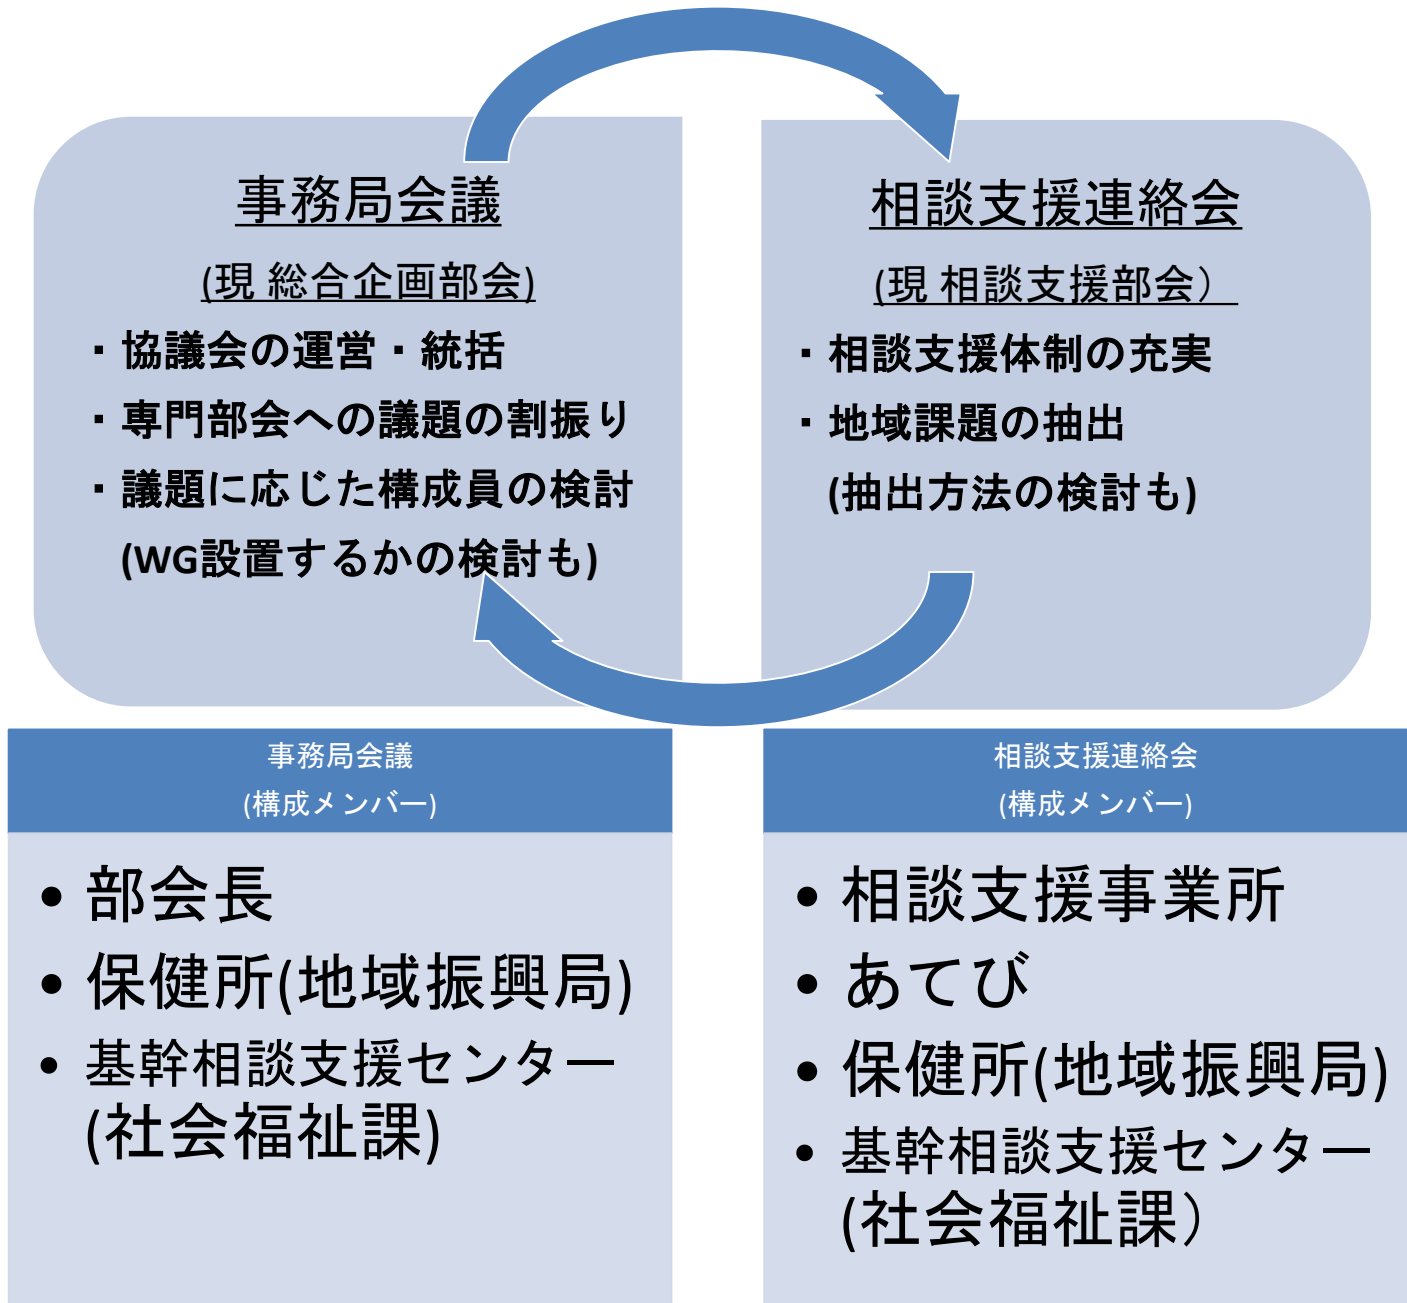 事務局会議
(現 総合企画部会)
・協議会の運営・統括
・専門部会への議題の割振り
・議題に応じた構成員の検討
(WG設置するかの検討も)
相談支援連絡会
(現 相談支援部会）
・相談支援体制の充実
・地域課題の抽出
(抽出方法の検討も)
事務局会議
(構成メンバー)
• 部会長
• 保健所(地域振興局)
• 基幹相談支援センター
(社会福祉課)
相談支援連絡会
(構成メンバー)
• 相談支援事業所
• あてび
• 保健所(地域振興局)
• 基幹相談支援センター
(社会福祉課）